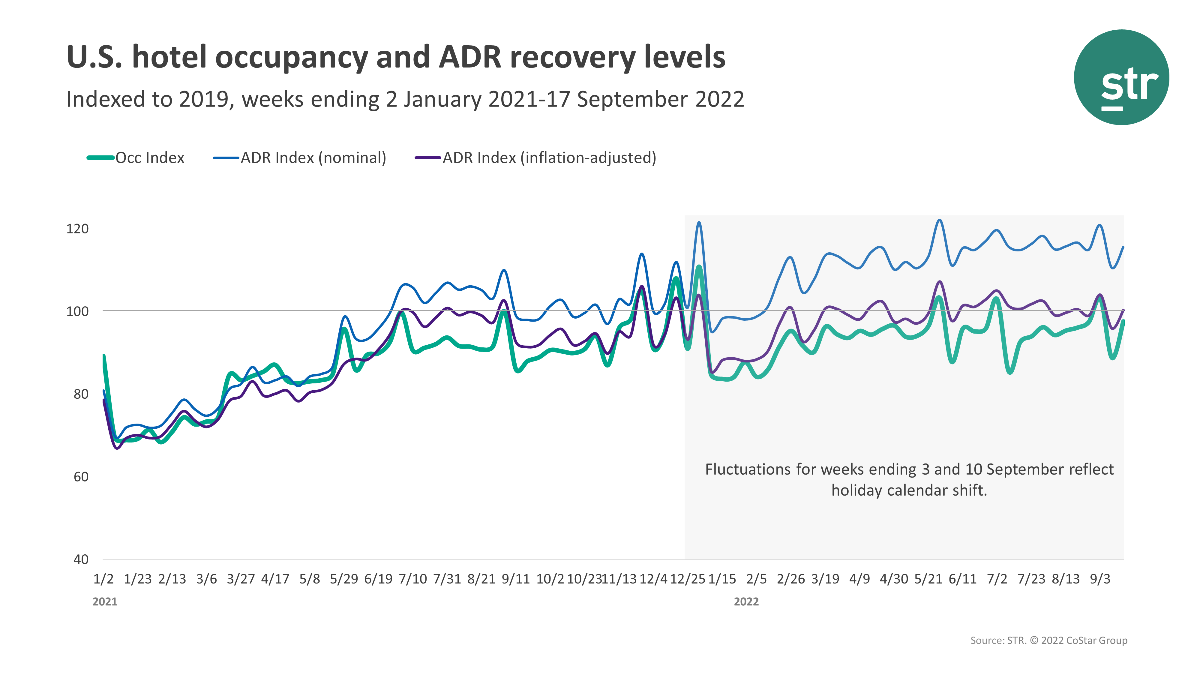 U.S. hotel occupancy and ADR recovery levels
Indexed to 2019, weeks ending 2 January 2021-17 September 2022
str
Occ Index ADR Index (nominal) ADR Index (inflation-adjusted)
120
100
80
60
40
Fluctuations for weeks ending 3 and 10 September reflect
holiday calendar shift.
1/2 1/23 2/13 3/6 3/27 4/17 5/8 5/29 6/19 7/10 7/31 8/21 9/11 10/2 10/23 11/13 12/4 12/25 1/15 2/5 2/26 3/19 4/9 4/30 5/21 6/11 7/2 7/23 8/13 9/3
2021 2022
Source: STR. © 2022 CoStar Group